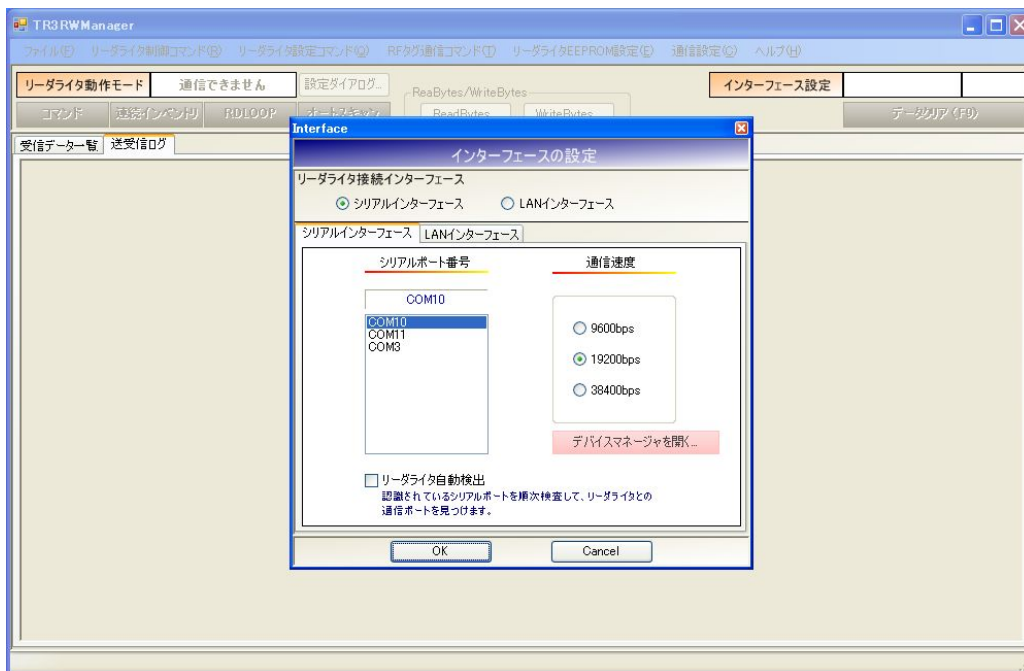 TR3RWManager
ファイル(F) リーダライタ制御コマンド(R) リーダライタ設定コマンド(Q) RFタグ通信コマンド(T) リーダライタEEPROM設定(E) 通信設定(C) ヘルプ(H)
リーダライタ動作モード 通信できません 設定ダイアログ... ReaBytes/WriteBytes インターフェース設定
コマンド 連続インベントリ RDLOOP オートスキャン ReadBytes WriteBytes データクリア (F9)
受信データ一覧 送受信ログ
Interface
インターフェースの設定
リーダライタ接続インターフェース
シリアルインターフェース LANインターフェース
シリアルインターフェース LANインターフェース
シリアルポート番号 通信速度
COM10
COM10
COM11
COM3
9600bps
19200bps
38400bps
デバイスマネージャを開く...
リーダライタ自動検出
認識されているシリアルポートを順次検査して、リーダライタとの
通信ポートを見つけます。
OK Cancel